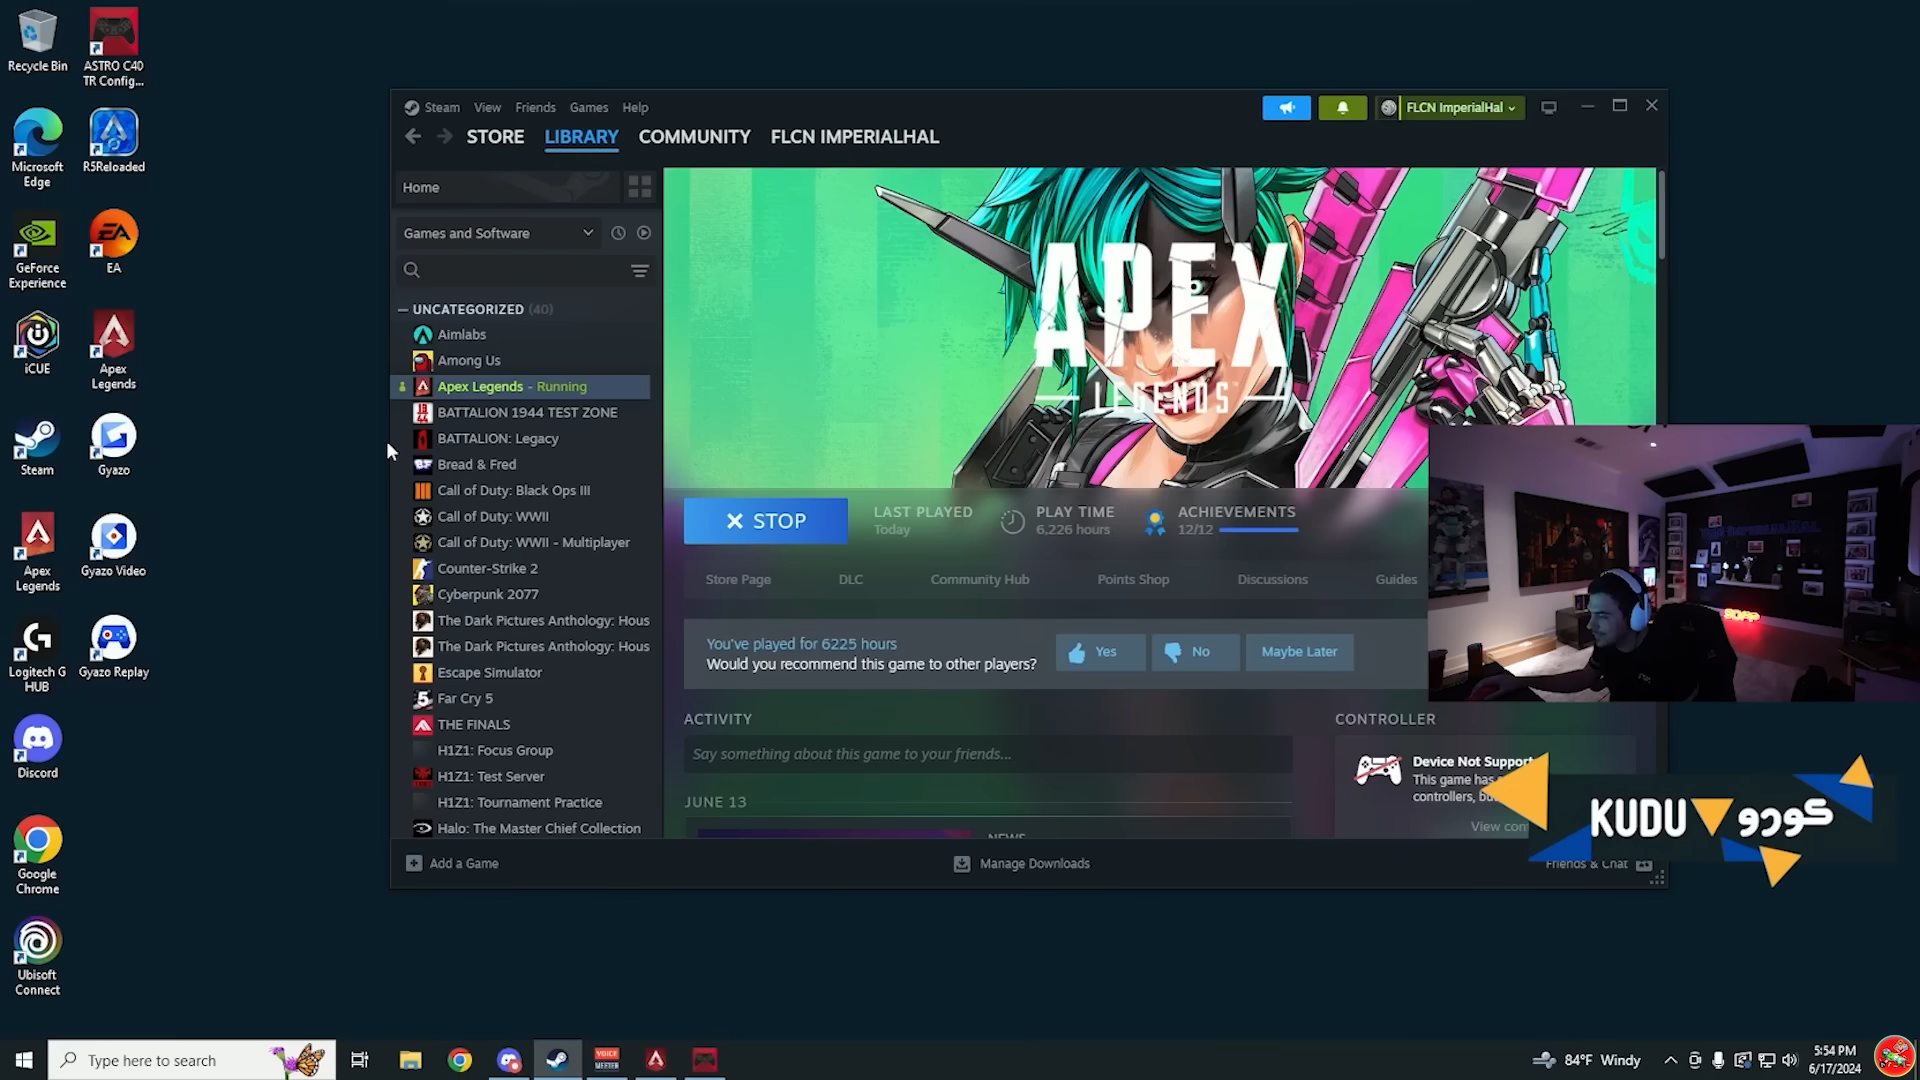 Recycle Bin
ASTRO C40
TR Config...
Microsoft
Edge
R5Reloaded
GeForce
Experience
EA
iCUE
Apex
Legends
Steam
Gyazo
Apex
Legends
Gyazo Video
Logitech G
HUB
Gyazo Replay
Discord
Google
Chrome
Ubisoft
Connect
Steam View Friends Games Help
FLCN ImperialHal
STORE LIBRARY COMMUNITY FLCN IMPERIALHAL
Home
Games and Software
UNCATEGORIZED (40)
Aimlabs
Among Us
Apex Legends - Running
BATTALION 1944 TEST ZONE
BATTALION: Legacy
Bread & Fred
Call of Duty: Black Ops III
Call of Duty: WWII
Call of Duty: WWII - Multiplayer
Counter-Strike 2
Cyberpunk 2077
The Dark Pictures Anthology: Hous
The Dark Pictures Anthology: Hous
Escape Simulator
Far Cry 5
THE FINALS
H1Z1: Focus Group
H1Z1: Test Server
H1Z1: Tournament Practice
Halo: The Master Chief Collection
APEX
LEGENDS
STOP
LAST PLAYED
Today
PLAY TIME
6,226 hours
ACHIEVEMENTS
12/12
Store Page DLC Community Hub Points Shop Discussions Guides
You've played for 6225 hours
Would you recommend this game to other players?
Yes No Maybe Later
ACTIVITY
Say something about this game to your friends...
JUNE 13
NEWS
CONTROLLER
Device Not Support
This game has
controllers, bu
View con
KUDU كودو
Add a Game
Manage Downloads
Friends & Chat
Type here to search
VOICE
MEETER
84°F Windy
5:54 PM
6/17/2024